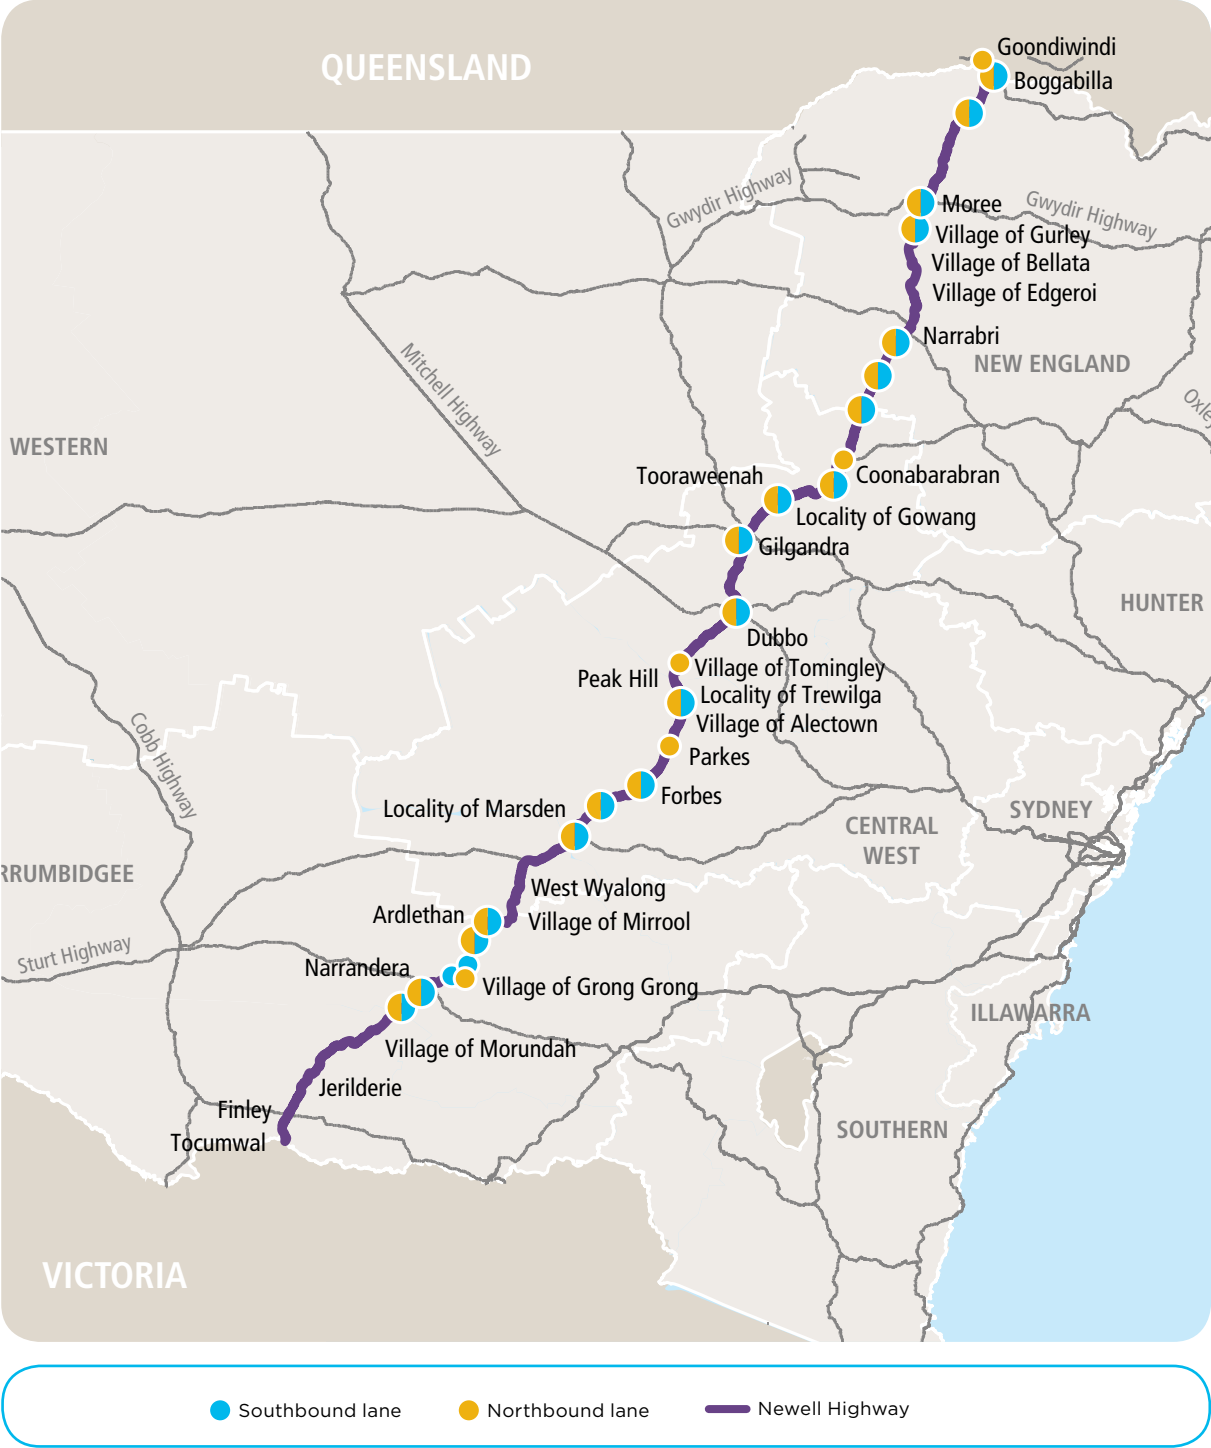 Goondiwindi
QUEENSLAND
Boggabilla
Gwydir Highway
Moree
Gwydir Highway
Village of Gurley
Village of Bellata
Village of Edgeroi
Narrabri
Mitchell Highway
NEW ENGLAND
Oxley
WESTERN
Tooraweenah
Coonabarabran
Locality of Gowang
Gilgandra
HUNTER
Dubbo
Village of Tomingley
Peak Hill
Locality of Trewilga
Village of Alectown
Cobb Highway
Parkes
Forbes
Locality of Marsden
SYDNEY
CENTRAL
WEST
RRUMBIDGEE
West Wyalong
Ardlethan
Village of Mirrool
Sturt Highway
Narrandera
Village of Grong Grong
ILLAWARRA
Village of Morundah
Jerilderie
Finley
SOUTHERN
Tocumwal
VICTORIA
Southbound lane
Northbound lane
Newell Highway